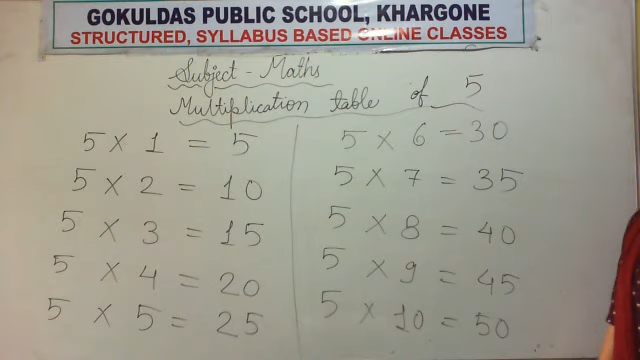 GOKULDAS PUBLIC SCHOOL, KHARGONE
STRUCTURED, SYLLABUS BASED ONLINE CLASSES
Subject - Maths
Multiplication table of 5
5 × 1 = 5
5 × 2 = 10
5 × 3 = 15
5 × 4 = 20
5 × 5 = 25
5 × 6 = 30
5 × 7 = 35
5 × 8 = 40
5 × 9 = 45
5 × 10 = 50